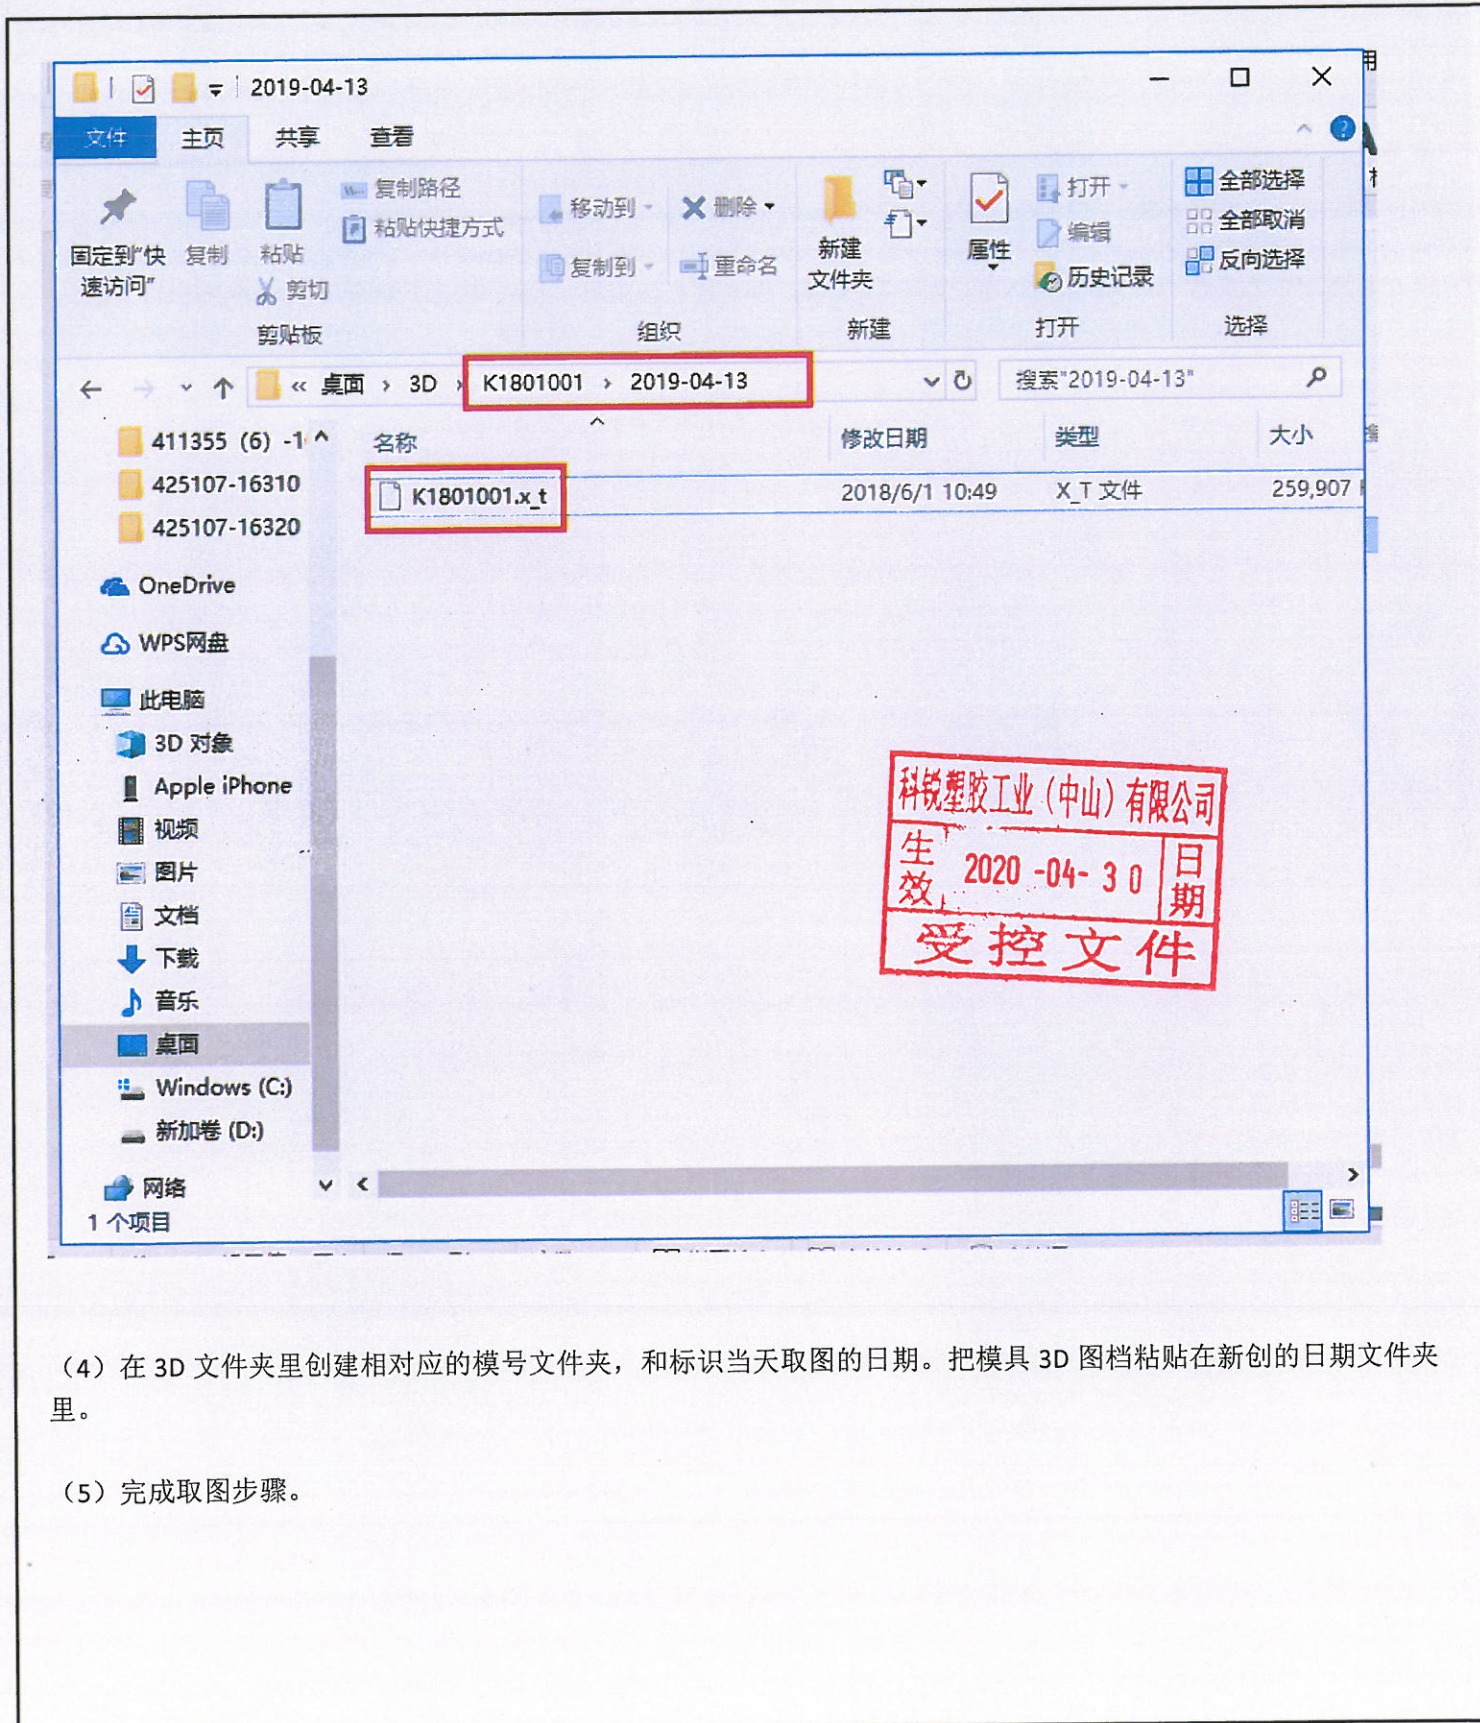 2019-04-13
文件 主页 共享 查看
固定到"快速访问"
复制
粘贴
复制路径
粘贴快捷方式
剪切
剪贴板
移动到
复制到
删除
重命名
组织
新建
文件夹
新建
属性
打开
编辑
历史记录
打开
全部选择
全部取消
反向选择
选择
« 桌面 › 3D › K1801001 › 2019-04-13
搜索"2019-04-13"
名称 修改日期 类型 大小
K1801001.x_t 2018/6/1 10:49 X_T 文件 259,907
411355 (6) -1
425107-16310
425107-16320
OneDrive
WPS网盘
此电脑
3D 对象
Apple iPhone
视频
图片
文档
下载
音乐
桌面
Windows (C:)
新加卷 (D:)
网络
1 个项目
科锐塑胶工业（中山）有限公司
生效 2020-04-30 日期
受控文件
（4）在 3D 文件夹里创建相对应的模号文件夹，和标识当天取图的日期。把模具 3D 图档粘贴在新创的日期文件夹
里。
（5）完成取图步骤。